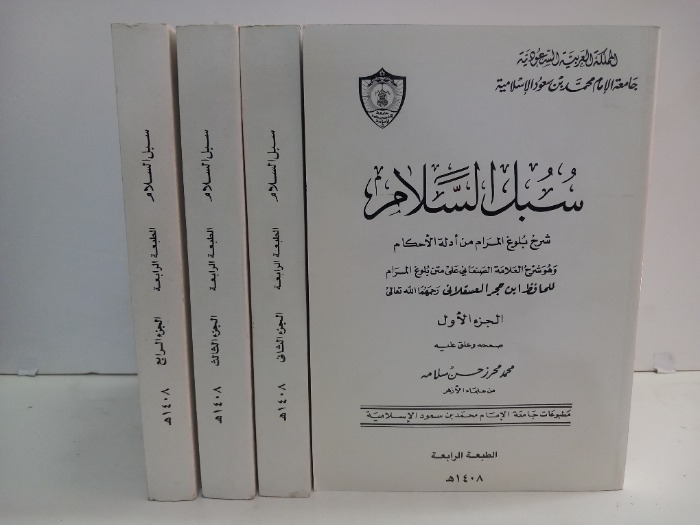 المملكة العربية السعودية
جامعة الإمام محمد بن سعود الإسلامية
سُبُل السَّلام
شرح بلوغ المرام من أدلة الأحكام
وهو شرح العلامة الصنعاني على متن بلوغ المرام
للحافظ ابن حجر العسقلاني رحمهما الله تعالى
الجزء الأول
صححه وعلق عليه
محمد محرز حسن سلامه
من علماء الأزهر
مطبوعات جامعة الإمام محمد بن سعود الإسلامية
الطبعة الرابعة
١٤٠٨هـ
سبل السلام الطبعة الرابعة الجزء الثاني ١٤٠٨هـ
سبل السلام الطبعة الرابعة الجزء الثالث ١٤٠٨هـ
سبل السلام الطبعة الرابعة الجزء الرابع ١٤٠٨هـ